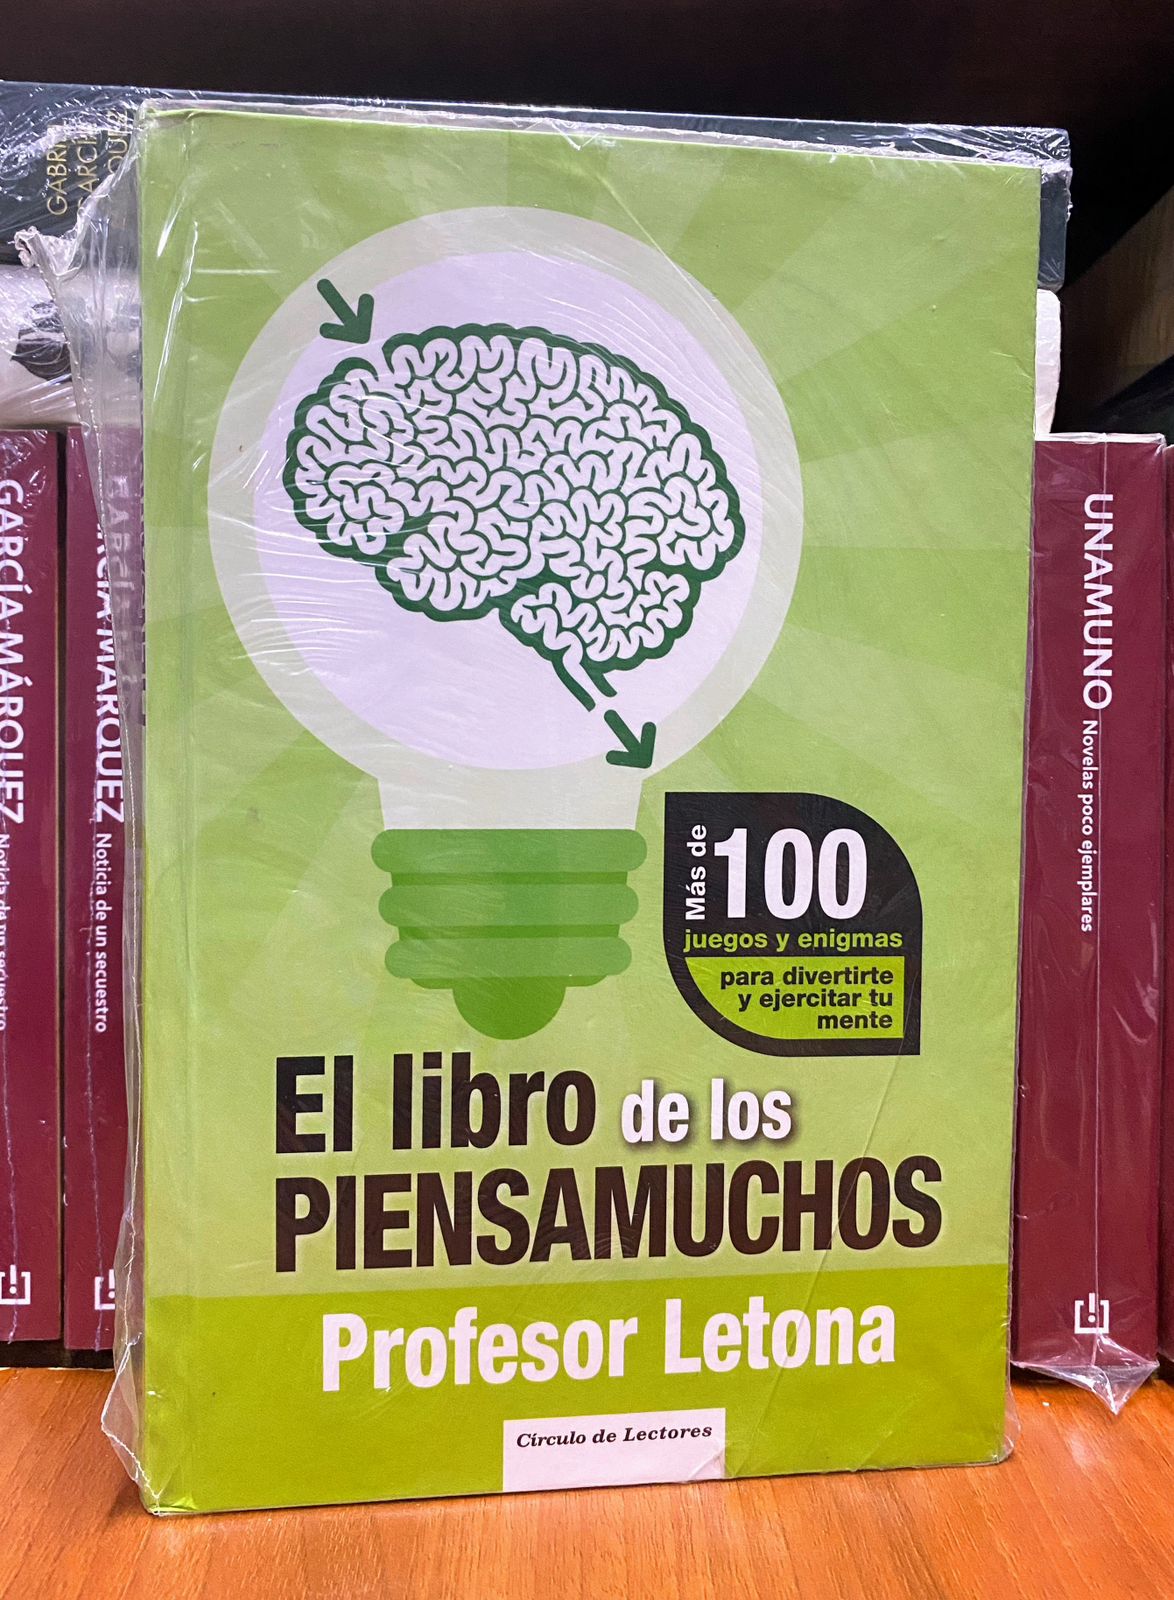 Más de
100
juegos y enigmas
para divertirte
y ejercitar tu
mente
El libro de los
PIENSAMUCHOS
Profesor Letona
Círculo de Lectores
GARCÍA MÁRQUEZ
MÁRQUEZ Noticia de un secuestro
UNAMUNO Novelas poco ejemplares